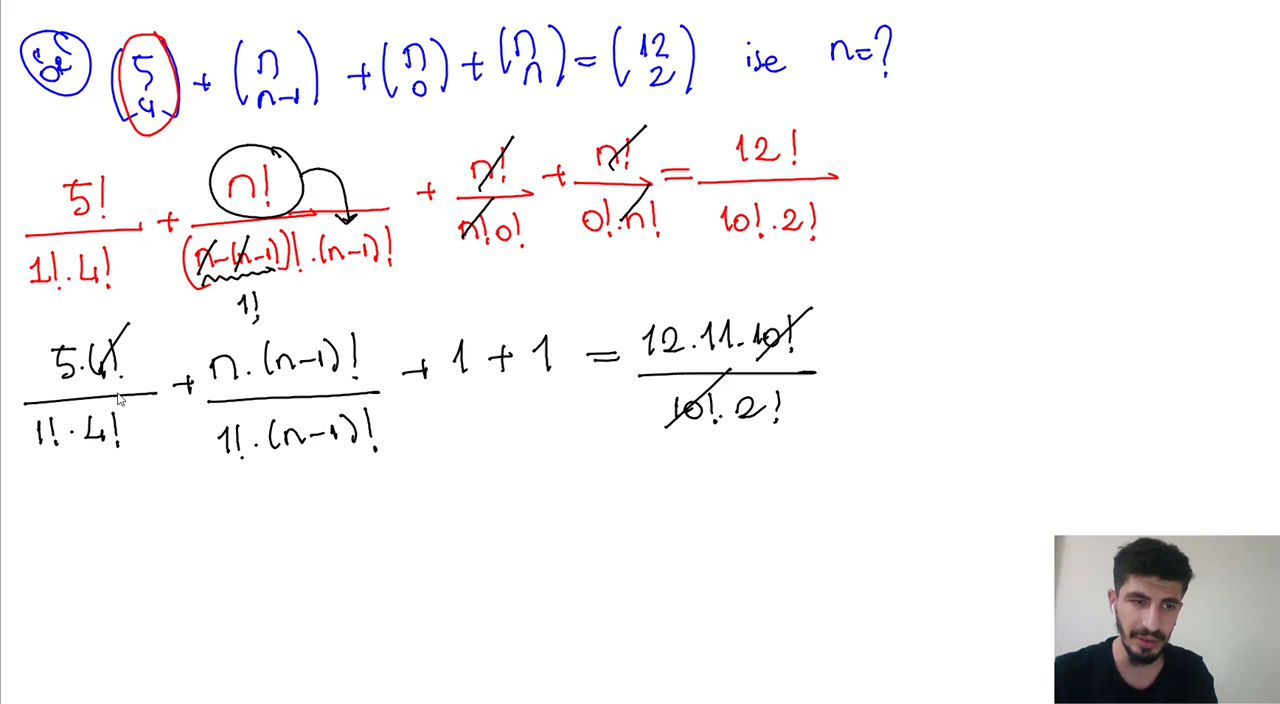 Ör (5 4) + (n n-1) + (n 0) + (n n) = (12 2) ise n=?
5!/(1!.4!) + n!/((n-(n-1))!.(n-1)!) + n!/(n!.0!) + n!/(0!.n!) = 12!/(10!.2!)
1!
5.4!/(1!.4!) + n.(n-1)!/(1!.(n-1)!) + 1 + 1 = 12.11.10!/(10!.2!)